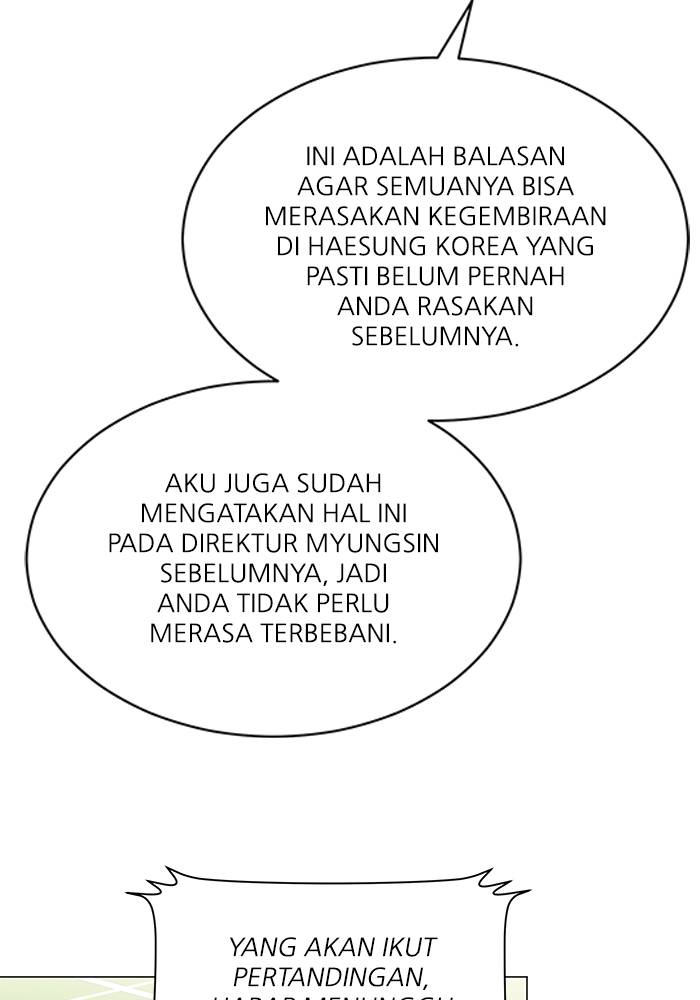 INI ADALAH BALASAN
AGAR SEMUANYA BISA
MERASAKAN KEGEMBIRAAN
DI HAESUNG KOREA YANG
PASTI BELUM PERNAH
ANDA RASAKAN
SEBELUMNYA.
AKU JUGA SUDAH
MENGATAKAN HAL INI
PADA DIREKTUR MYUNGSIN
SEBELUMNYA, JADI
ANDA TIDAK PERLU
MERASA TERBEBANI.
YANG AKAN IKUT
PERTANDINGAN,
HARAP MENUNGGU